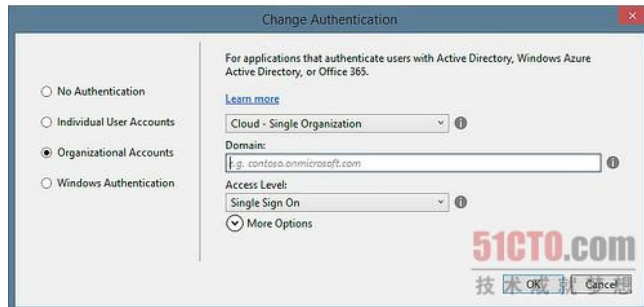 Change Authentication
No Authentication
Individual User Accounts
Organizational Accounts
Windows Authentication
For applications that authenticate users with Active Directory, Windows Azure
Active Directory, or Office 365.
Learn more
Cloud - Single Organization
Domain:
e.g. contoso.onmicrosoft.com
Access Level:
Single Sign On
More Options
51CTO.com
技术成就梦想
OK
Cancel